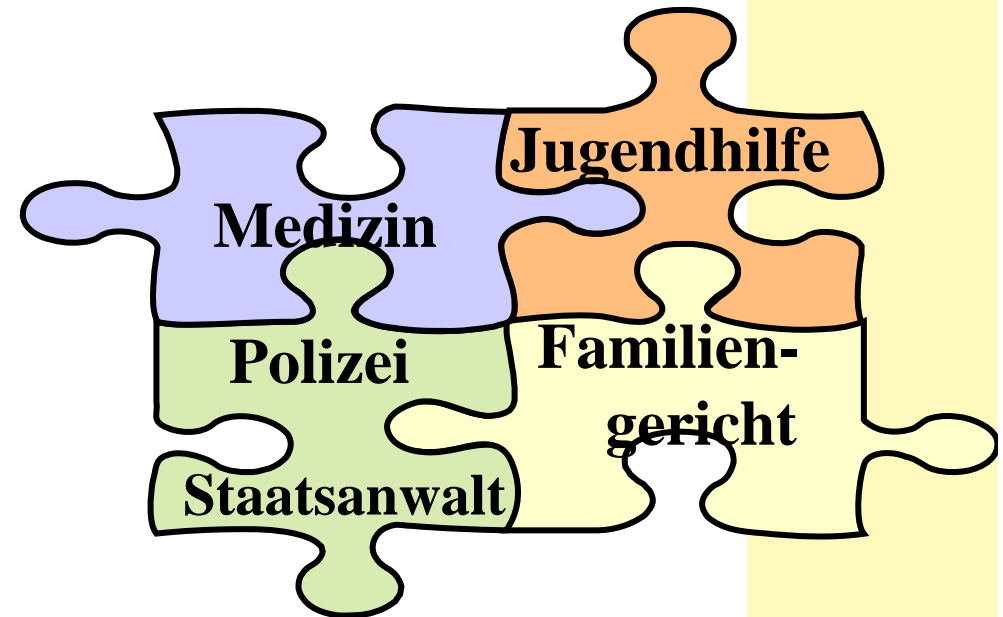 Jugendhilfe
Medizin
Polizei
Familien-
gericht
Staatsanwalt